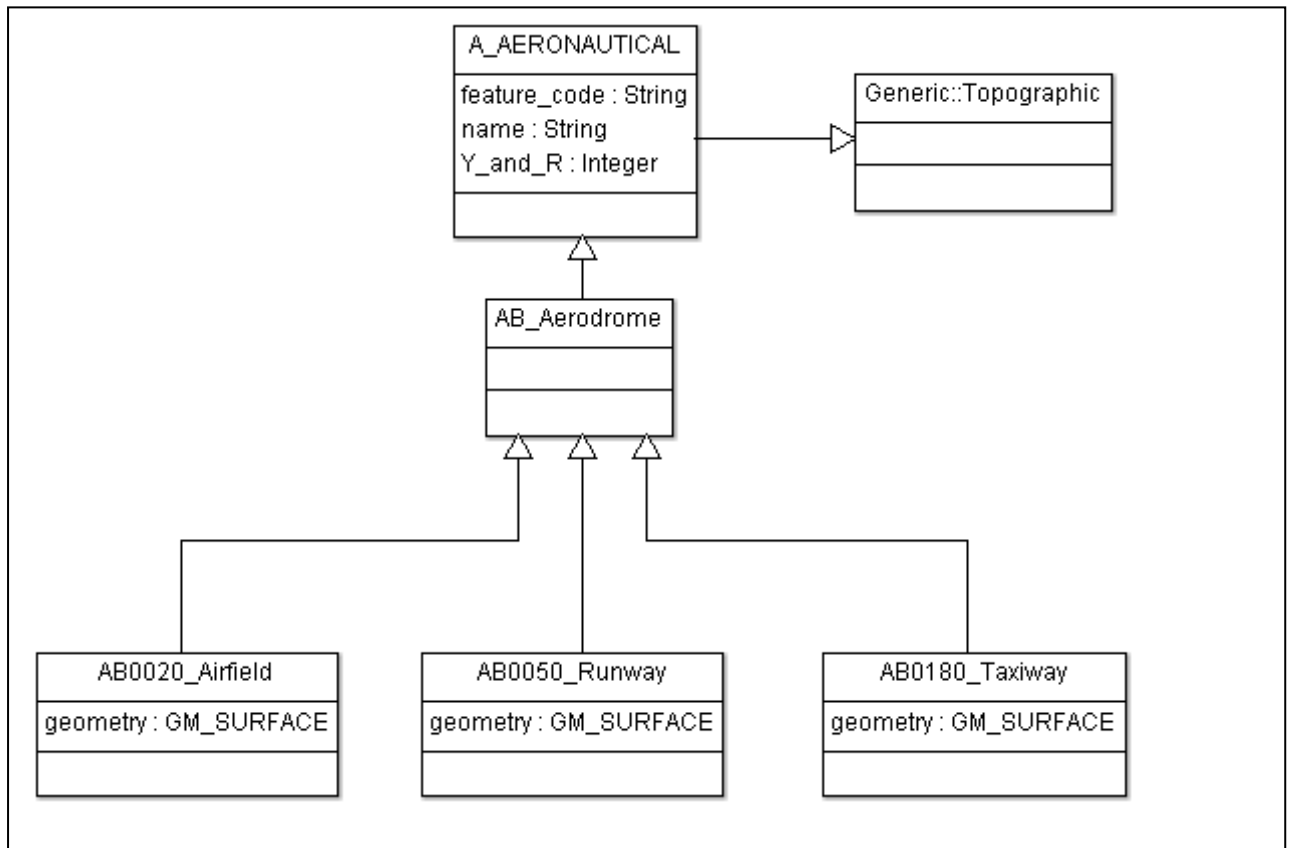 A_AERONAUTICAL
feature_code : String
name : String
Y_and_R : Integer
Generic::Topographic
AB_Aerodrome
AB0020_Airfield
geometry : GM_SURFACE
AB0050_Runway
geometry : GM_SURFACE
AB0180_Taxiway
geometry : GM_SURFACE